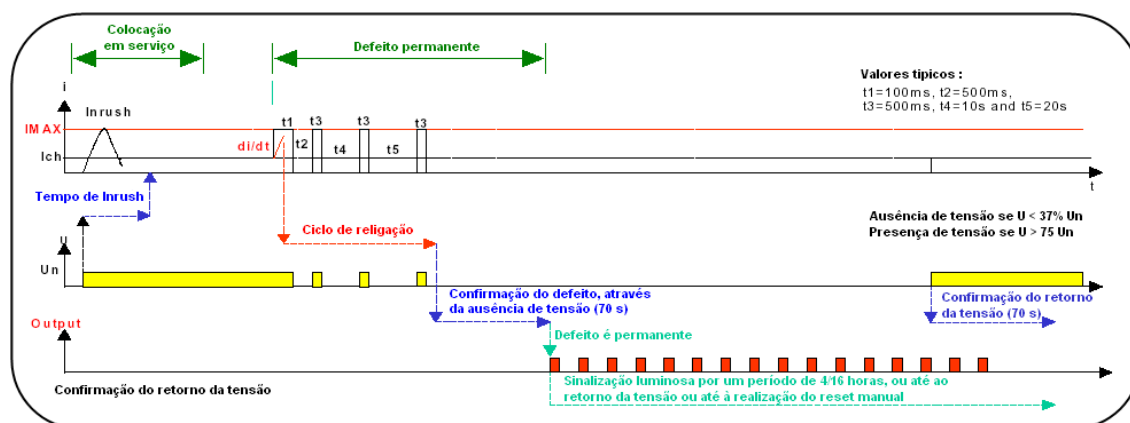 Colocação
em serviço
Defeito permanente
Valores tipicos :
t1=100ms, t2=500ms,
t3=500ms, t4=10s and t5=20s
i
Inrush
IMAX
t1
t3
t3
t3
di/dt
t2
t4
t5
Ich
t
Tempo de Inrush
Ausência de tensão se U < 37% Un
Presença de tensão se U > 75 Un
Ciclo de religação
U
Un
Confirmação do defeito, através
da ausência de tensão (70 s)
Confirmação do retorno
da tensão (70 s)
Output
Defeito é permanente
Confirmação do retorno da tensão
Sinalização luminosa por um período de 4/16 horas, ou até ao
retorno da tensão ou até à realização do reset manual